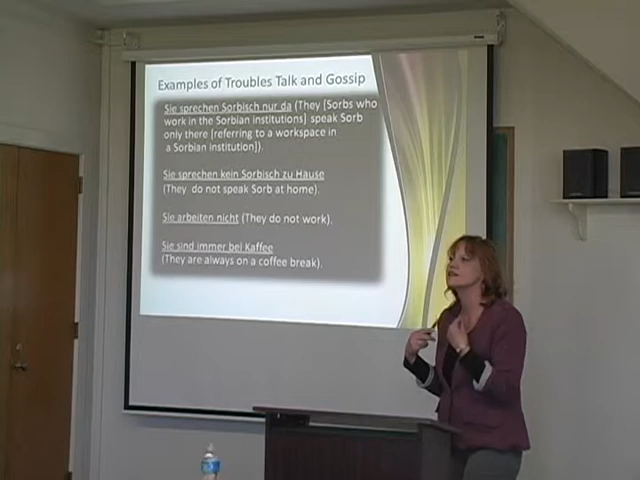 Examples of Troubles Talk and Gossip
Sie sprechen Sorbisch nur da (They [Sorbs who
work in the Sorbian institutions] speak Sorb
only there [referring to a workspace in
a Sorbian Institution]).
Sie sprechen kein Sorbisch zu Hause
(They do not speak Sorb at home).
Sie arbeiten nicht (They do not work).
Sie sind immer bei Kaffee
(They are always on a coffee break).